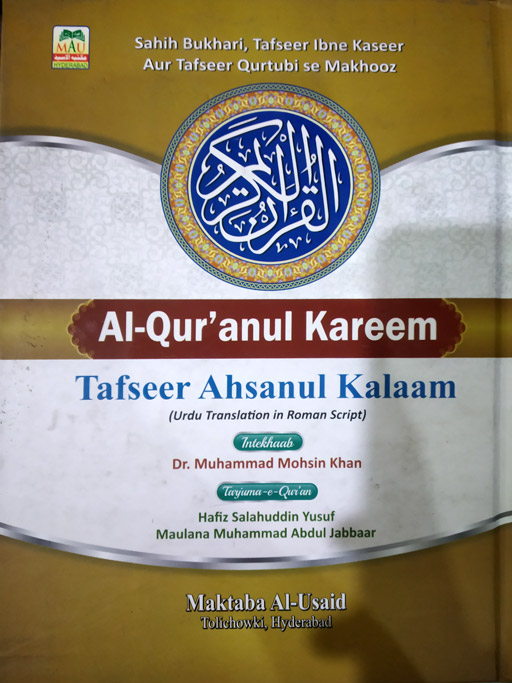 Sahih Bukhari, Tafseer Ibne Kaseer
Aur Tafseer Qurtubi se Makhooz
MAU
HYDERABAD
القرآن الكريم
Al-Qur'anul Kareem
Tafseer Ahsanul Kalaam
(Urdu Translation in Roman Script)
Intekhaab
Dr. Muhammad Mohsin Khan
Tarjuma-e-Qur'an
Hafiz Salahuddin Yusuf
Maulana Muhammad Abdul Jabbaar
Maktaba Al-Usaid
Tolichowki, Hyderabad